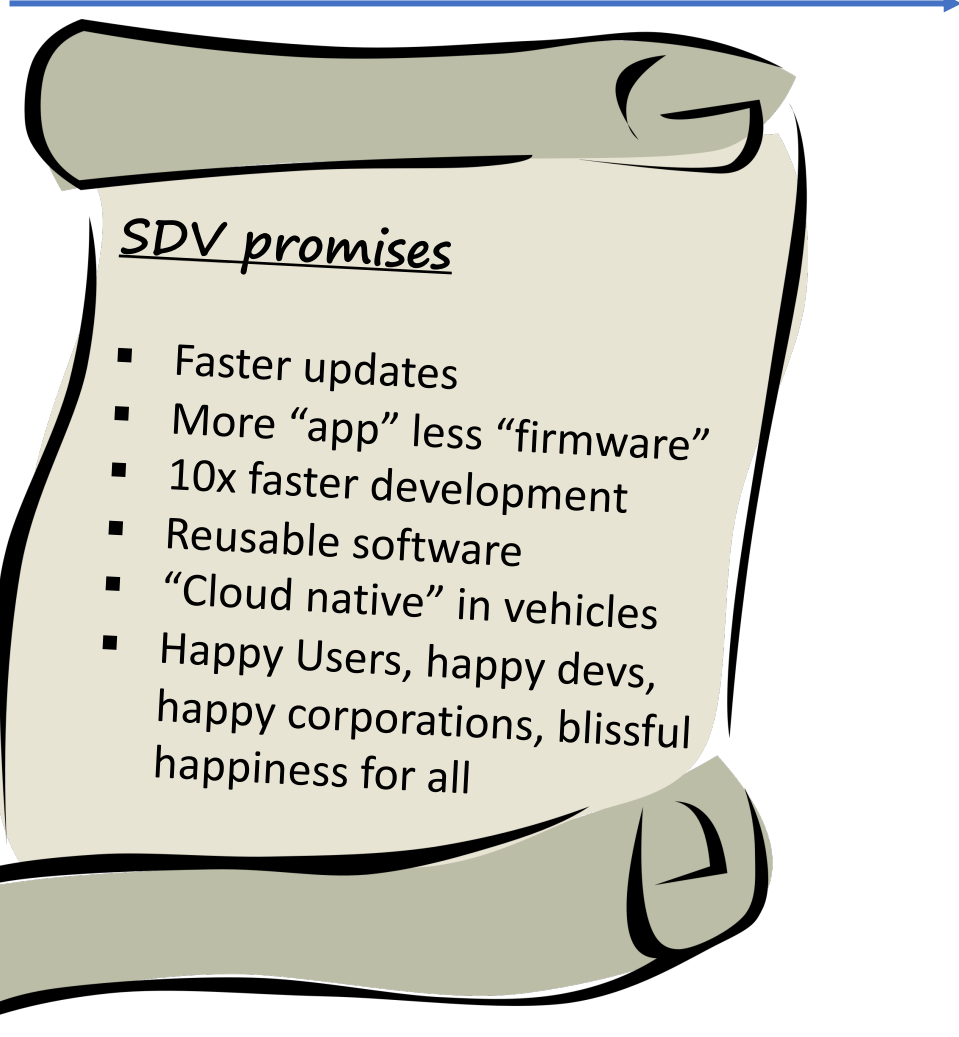 SDV promises
▪ Faster updates
▪ More “app” less “firmware”
▪ 10x faster development
▪ Reusable software
▪ “Cloud native” in vehicles
▪ Happy Users, happy devs,
happy corporations, blissful
happiness for all